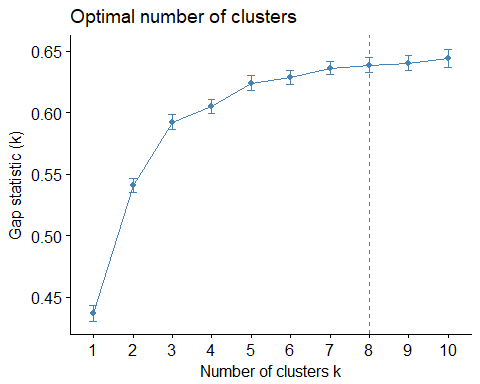 Optimal number of clusters
Gap statistic (k)
0.65
0.60
0.55
0.50
0.45
1 2 3 4 5 6 7 8 9 10
Number of clusters k